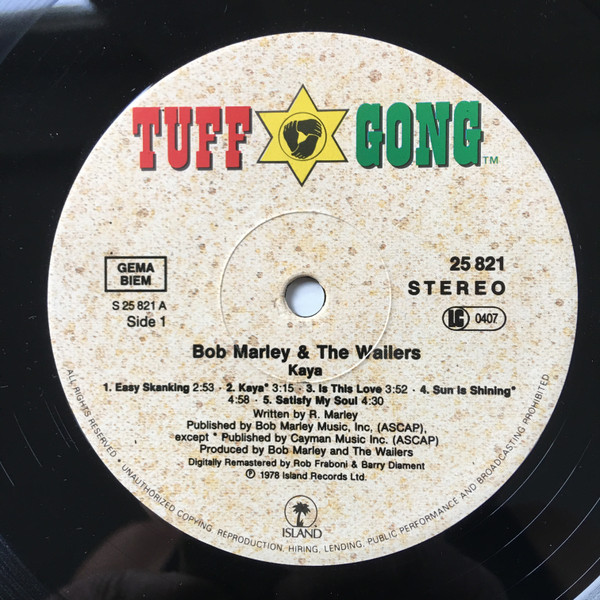 TUFF GONG™
GEMA
BIEM
25 821
STEREO
S 25 821 A
Side 1
LC 0407
Bob Marley & The Wailers
Kaya
1. Easy Skanking 2:53 · 2. Kaya* 3:15 · 3. Is This Love 3:52 · 4. Sun Is Shining*
4:58 · 5. Satisfy My Soul 4:30
Written by R. Marley
Published by Bob Marley Music, Inc. (ASCAP)
except * Published by Cayman Music Inc. (ASCAP)
Produced by Bob Marley and The Wailers
Digitally Remastered by Rob Fraboni & Barry Diament
℗ 1978 Island Records Ltd.
ISLAND
ALL RIGHTS RESERVED · UNAUTHORIZED COPYING, REPRODUCTION, HIRING, LENDING, PUBLIC PERFORMANCE AND BROADCASTING PROHIBITED